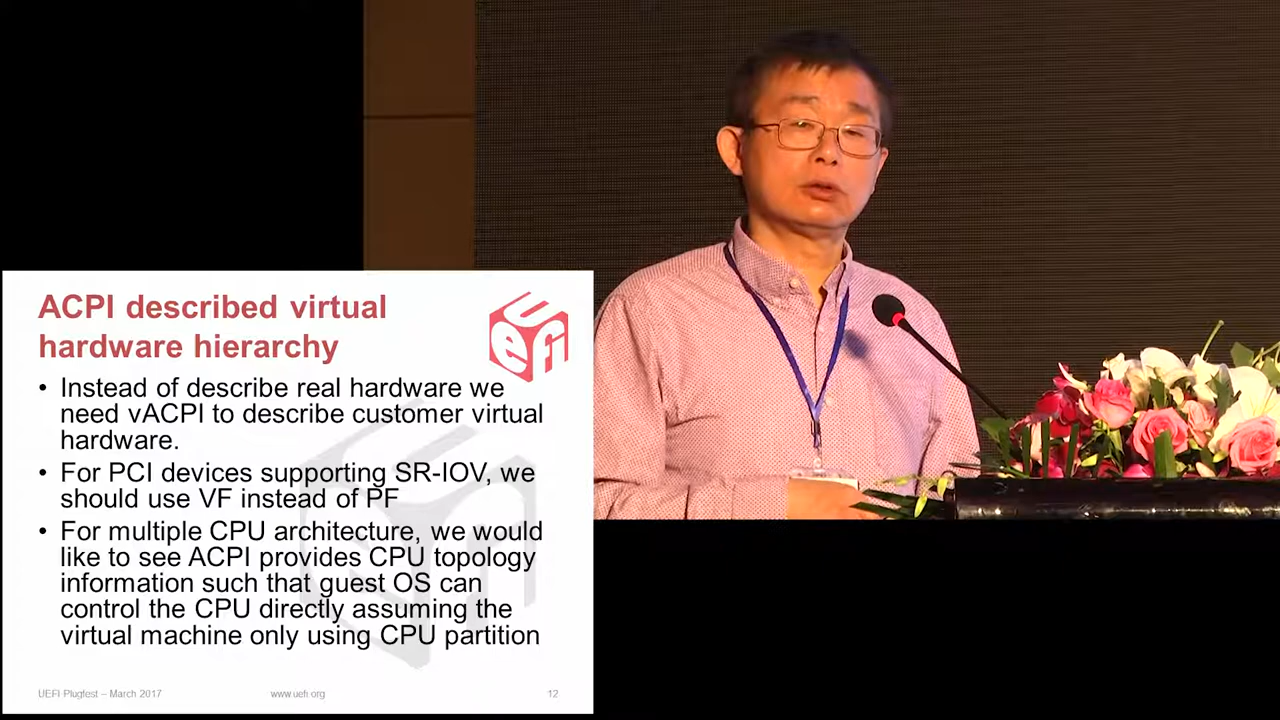 ACPI described virtual
hardware hierarchy
UEFI
• Instead of describe real hardware we
need vACPI to describe customer virtual
hardware.
• For PCI devices supporting SR-IOV, we
should use VF instead of PF
• For multiple CPU architecture, we would
like to see ACPI provides CPU topology
information such that guest OS can
control the CPU directly assuming the
virtual machine only using CPU partition
UEFI Plugfest – March 2017
www.uefi.org
12